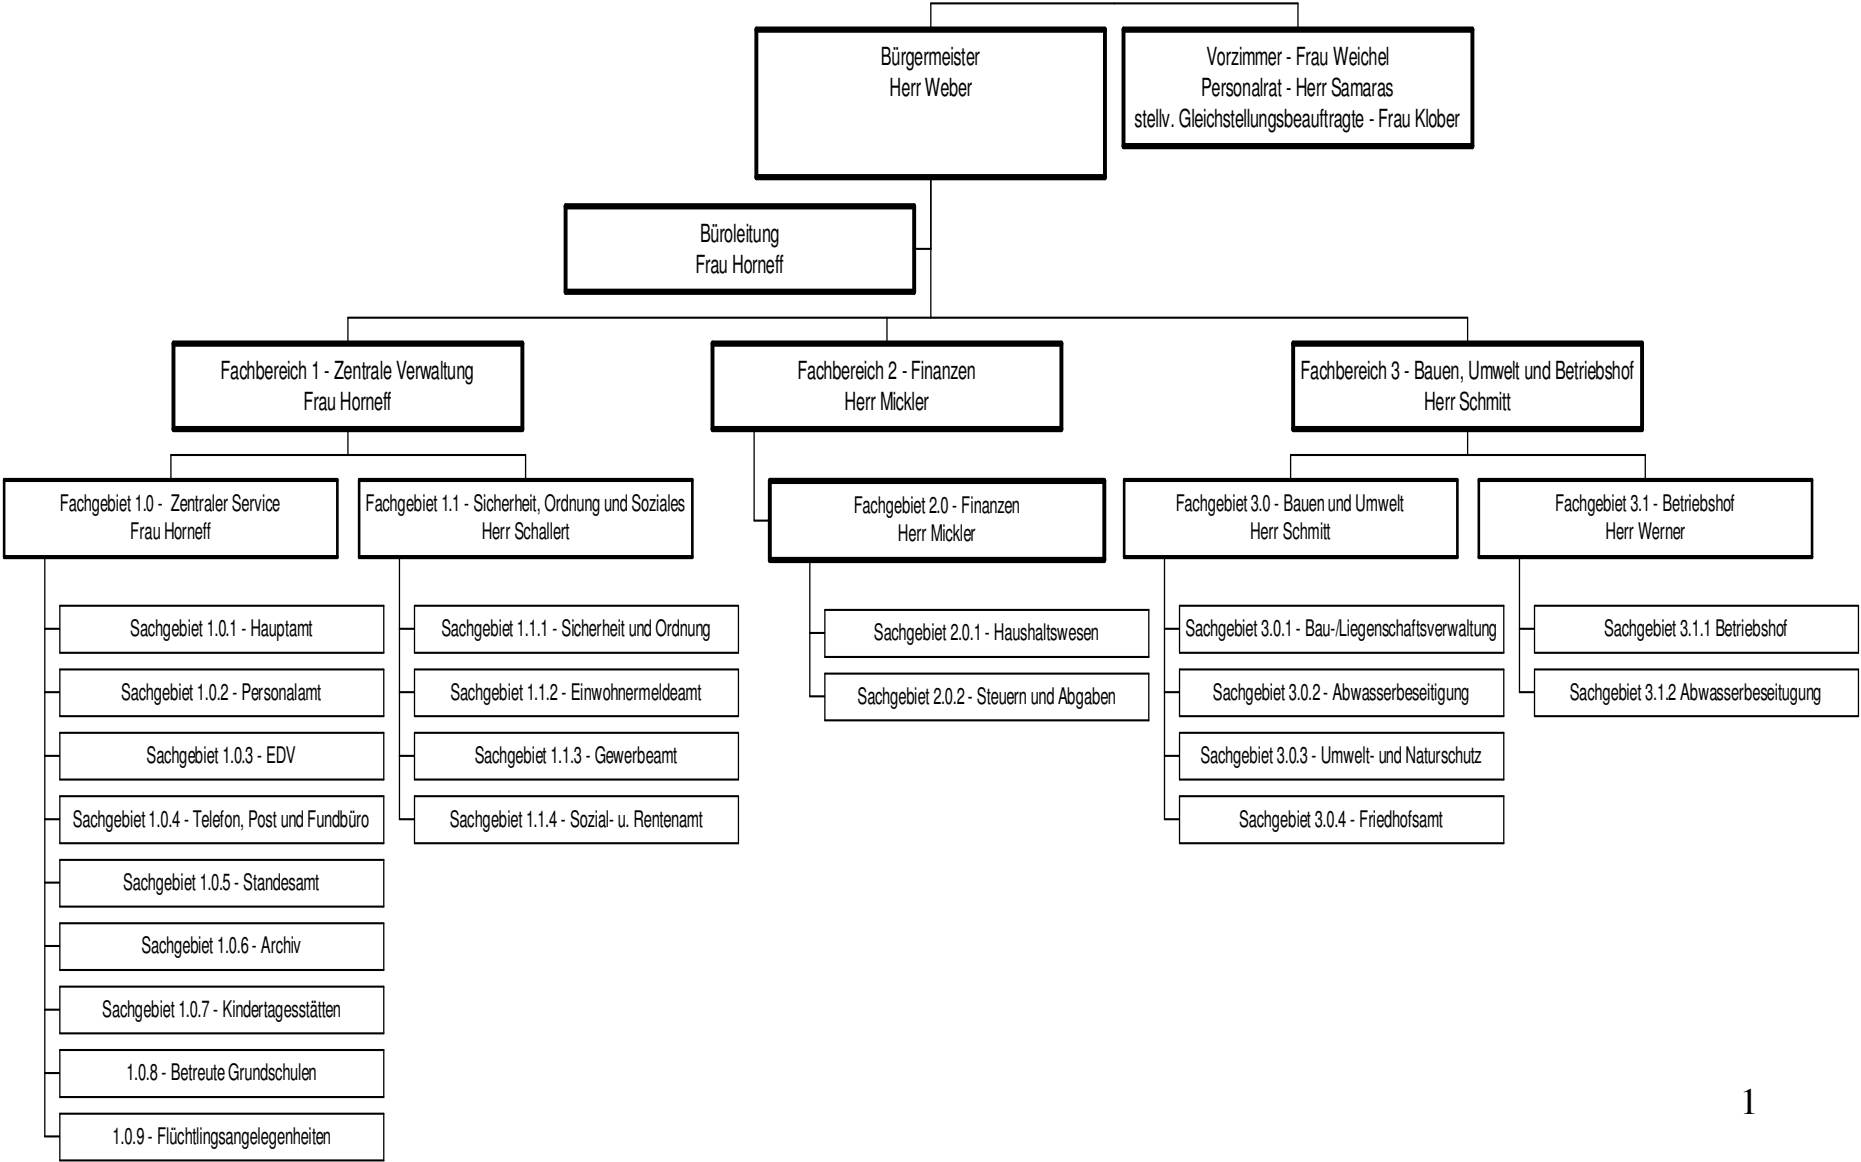 Bürgermeister
Herr Weber
Vorzimmer - Frau Weichel
Personalrat - Herr Samaras
stellv. Gleichstellungsbeauftragte - Frau Klober
Büroleitung
Frau Horneff
Fachbereich 1 - Zentrale Verwaltung
Frau Horneff
Fachbereich 2 - Finanzen
Herr Mickler
Fachbereich 3 - Bauen, Umwelt und Betriebshof
Herr Schmitt
Fachgebiet 1.0 - Zentraler Service
Frau Horneff
Fachgebiet 1.1 - Sicherheit, Ordnung und Soziales
Herr Schallert
Fachgebiet 2.0 - Finanzen
Herr Mickler
Fachgebiet 3.0 - Bauen und Umwelt
Herr Schmitt
Fachgebiet 3.1 - Betriebshof
Herr Werner
Sachgebiet 1.0.1 - Hauptamt
Sachgebiet 1.0.2 - Personalamt
Sachgebiet 1.0.3 - EDV
Sachgebiet 1.0.4 - Telefon, Post und Fundbüro
Sachgebiet 1.0.5 - Standesamt
Sachgebiet 1.0.6 - Archiv
Sachgebiet 1.0.7 - Kindertagesstätten
1.0.8 - Betreute Grundschulen
1.0.9 - Flüchtlingsangelegenheiten
Sachgebiet 1.1.1 - Sicherheit und Ordnung
Sachgebiet 1.1.2 - Einwohnermeldeamt
Sachgebiet 1.1.3 - Gewerbeamt
Sachgebiet 1.1.4 - Sozial- u. Rentenamt
Sachgebiet 2.0.1 - Haushaltswesen
Sachgebiet 2.0.2 - Steuern und Abgaben
Sachgebiet 3.0.1 - Bau-/Liegenschaftsverwaltung
Sachgebiet 3.0.2 - Abwasserbeseitigung
Sachgebiet 3.0.3 - Umwelt- und Naturschutz
Sachgebiet 3.0.4 - Friedhofsamt
Sachgebiet 3.1.1 Betriebshof
Sachgebiet 3.1.2 Abwasserbeseitugung
1